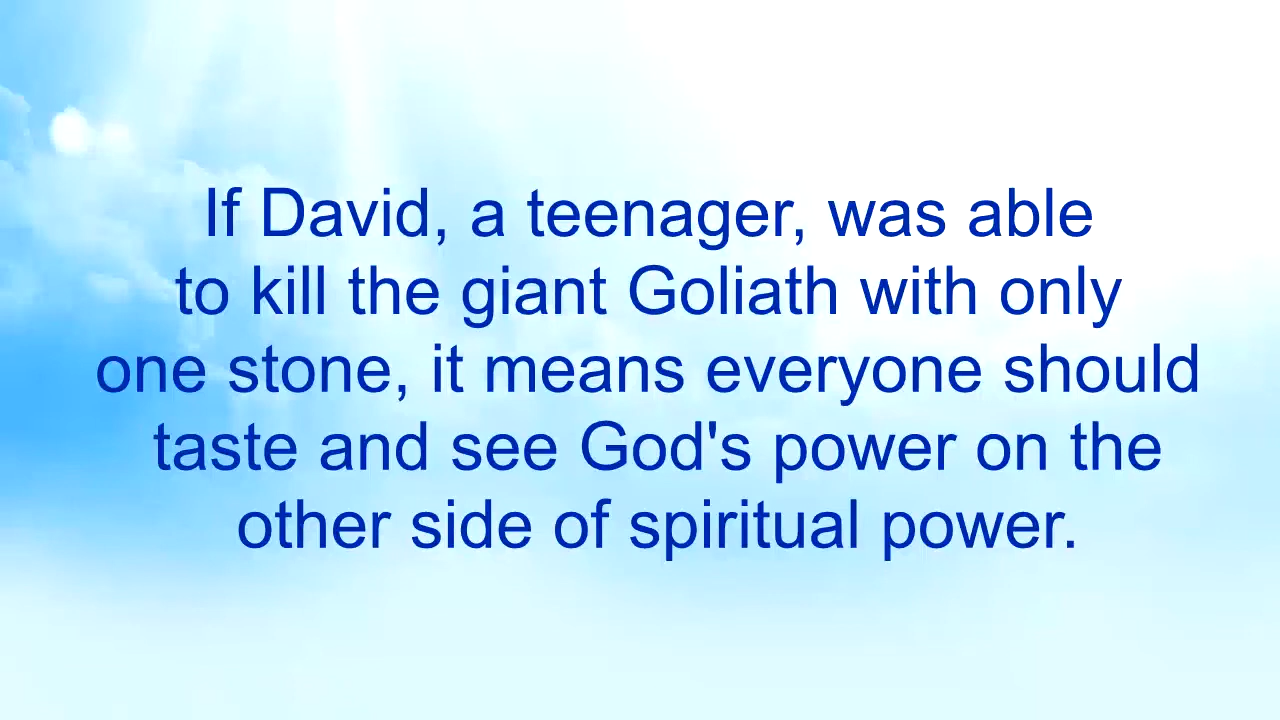 If David, a teenager, was able
to kill the giant Goliath with only
one stone, it means everyone should
taste and see God's power on the
other side of spiritual power.